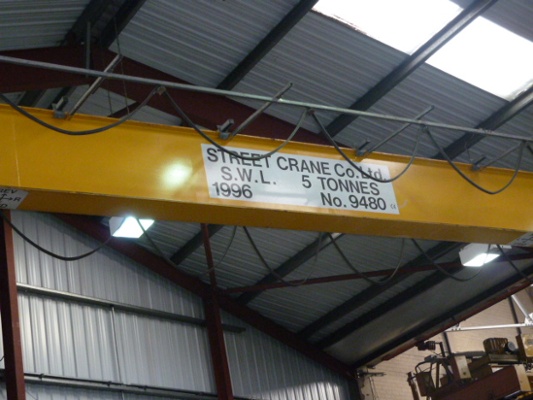 STREET CRANE Co.Ltd
S.W.L. 5 TONNES
1996 No.9480